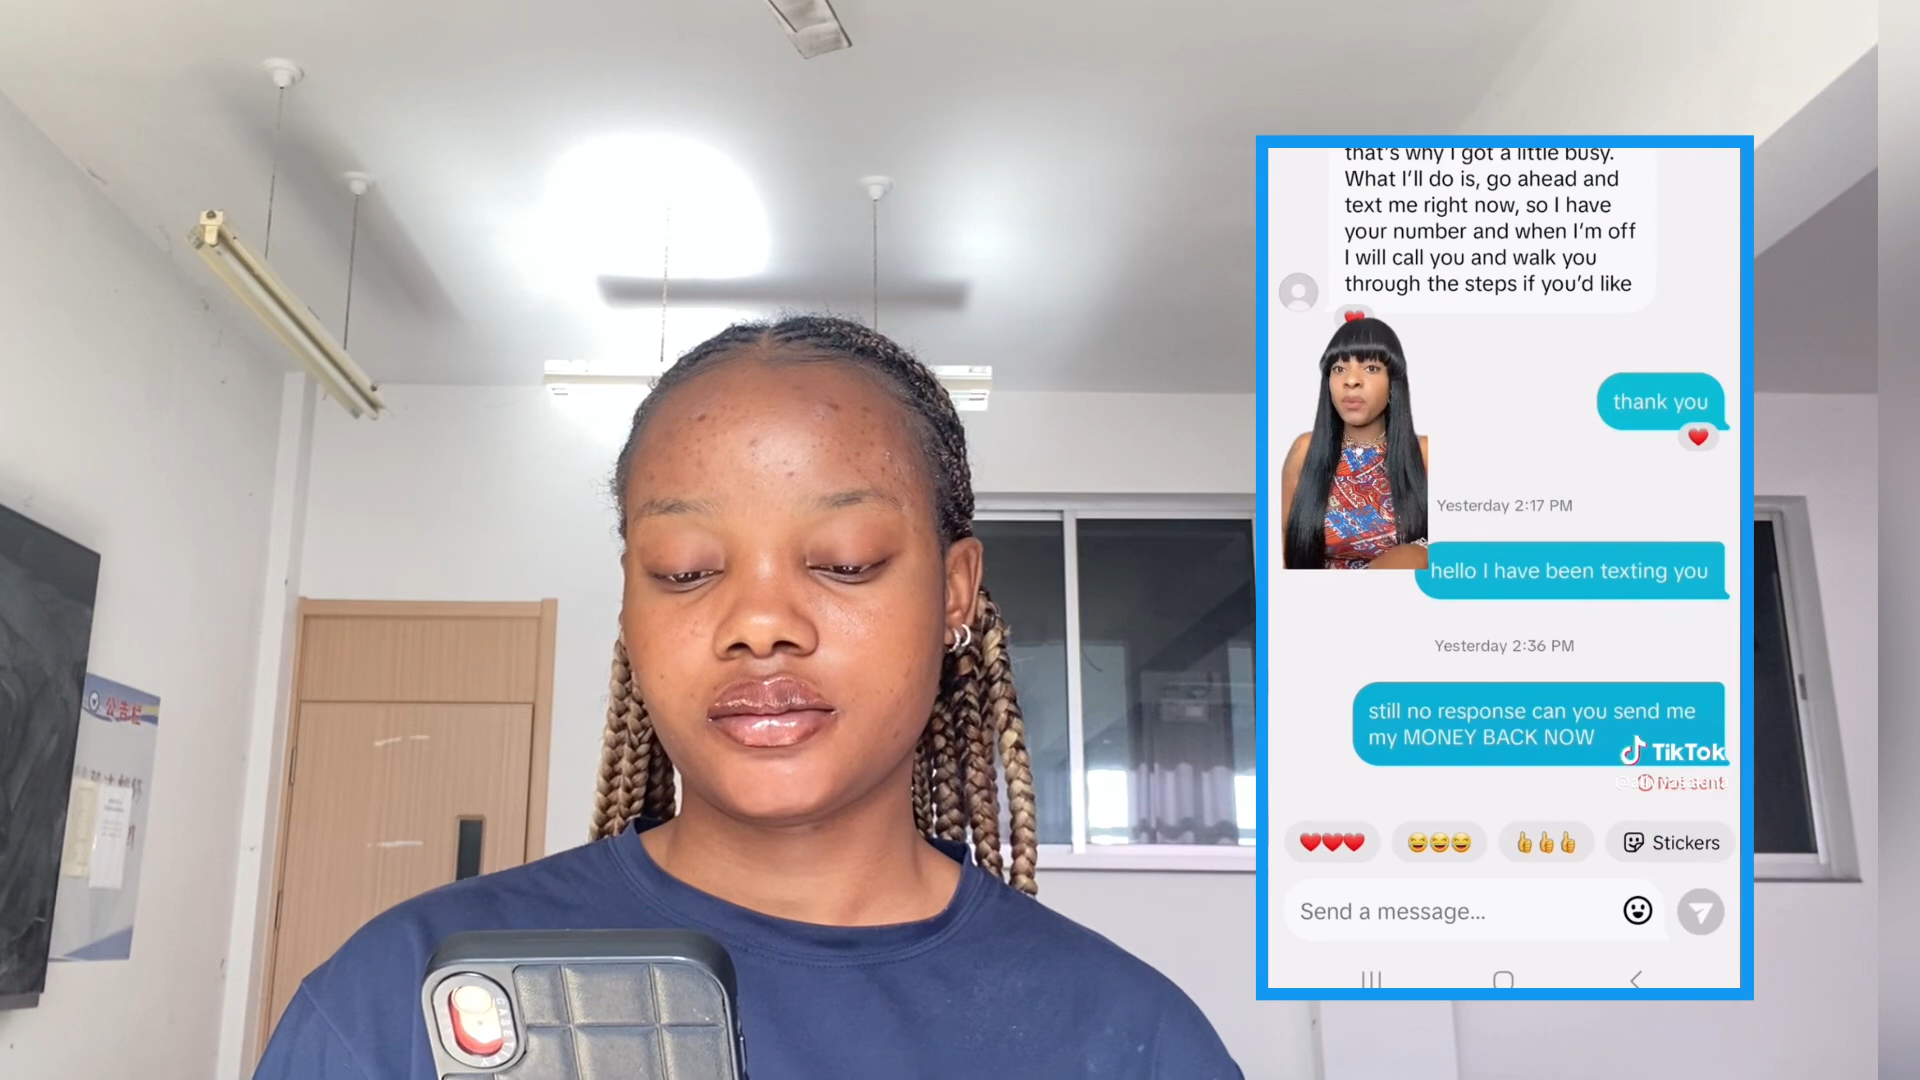 公告栏
that's why I got a little busy.
What I'll do is, go ahead and
text me right now, so I have
your number and when I'm off
I will call you and walk you
through the steps if you'd like
thank you
Yesterday 2:17 PM
hello I have been texting you
Yesterday 2:36 PM
still no response can you send me
my MONEY BACK NOW
TikTok
Not sent
Stickers
Send a message...